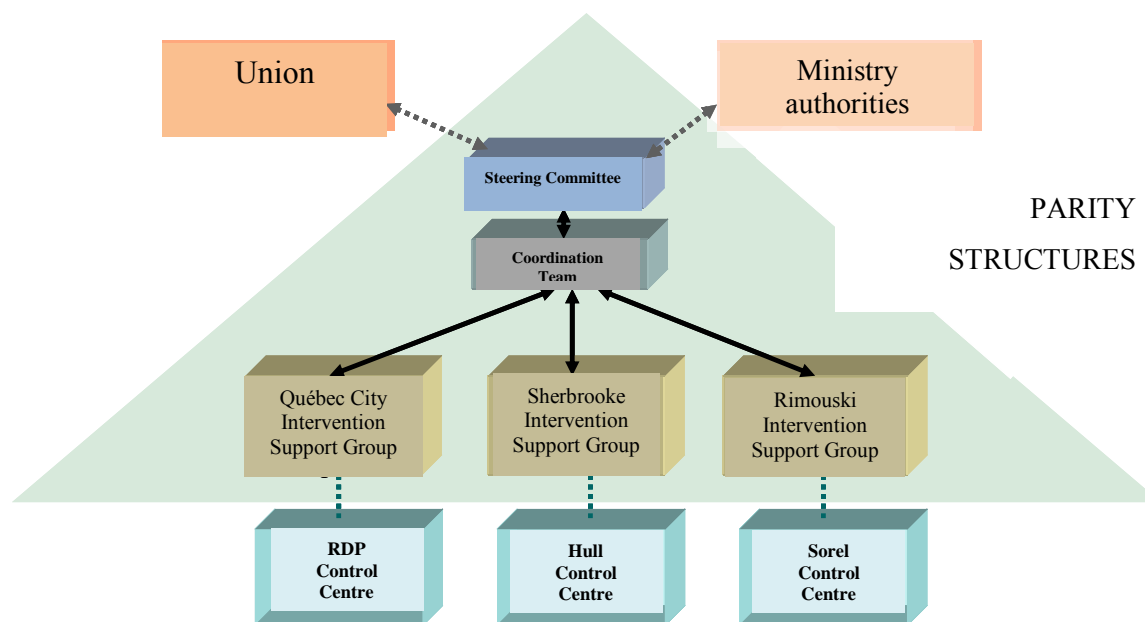 Union
Ministry
authorities
Steering Committee
PARITY
STRUCTURES
Coordination
Team
Québec City
Intervention
Support Group
Sherbrooke
Intervention
Support Group
Rimouski
Intervention
Support Group
RDP
Control
Centre
Hull
Control
Centre
Sorel
Control
Centre